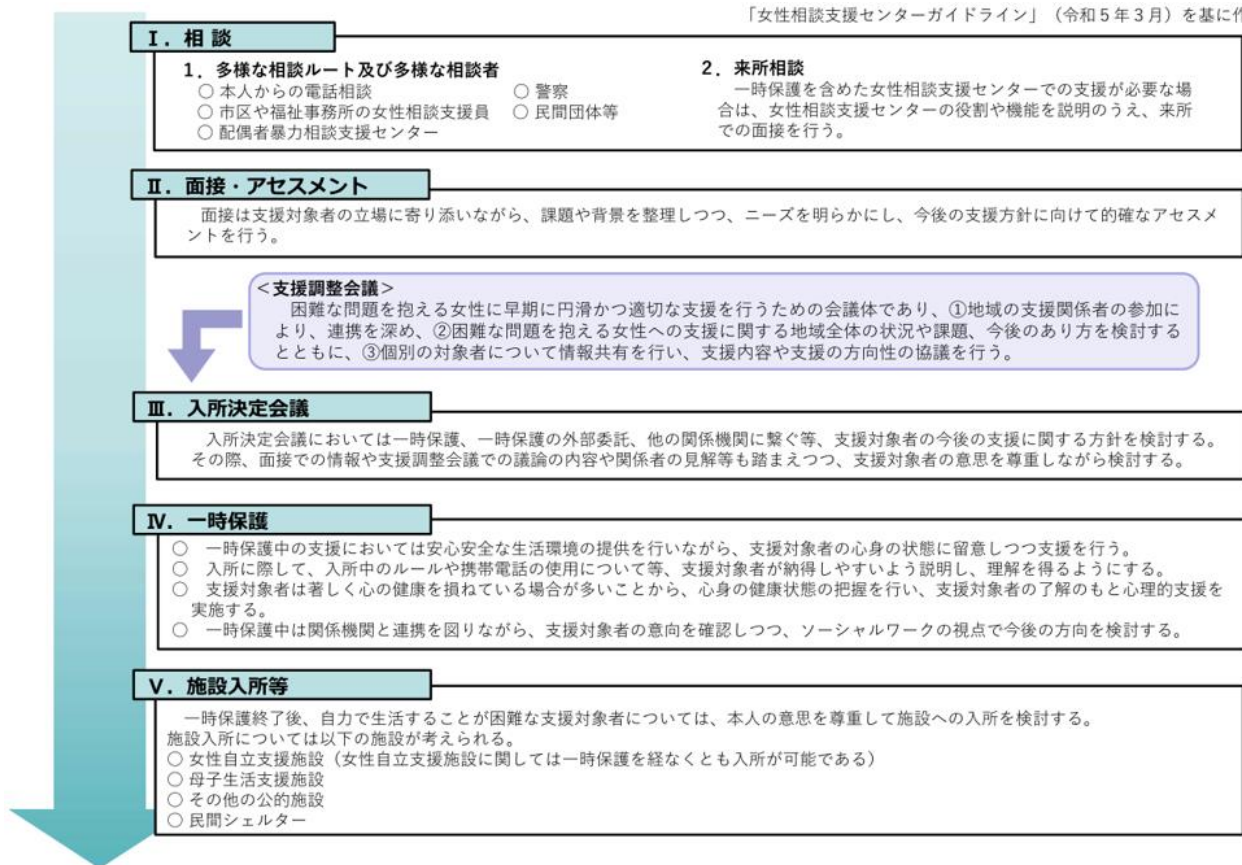 「女性相談支援センターガイドライン」（令和５年３月）を基に作
Ⅰ．相 談
１．多様な相談ルート及び多様な相談者
○ 本人からの電話相談
○ 市区や福祉事務所の女性相談支援員
○ 配偶者暴力相談支援センター
○ 警察
○ 民間団体等
２．来所相談
一時保護を含めた女性相談支援センターでの支援が必要な場
合は、女性相談支援センターの役割や機能を説明のうえ、来所
での面接を行う。
Ⅱ．面接・アセスメント
面接は支援対象者の立場に寄り添いながら、課題や背景を整理しつつ、ニーズを明らかにし、今後の支援方針に向けて的確なアセスメ
ントを行う。
＜支援調整会議＞
困難な問題を抱える女性に早期に円滑かつ適切な支援を行うための会議体であり、①地域の支援関係者の参加に
より、連携を深め、②困難な問題を抱える女性への支援に関する地域全体の状況や課題、今後のあり方を検討する
とともに、③個別の対象者について情報共有を行い、支援内容や支援の方向性の協議を行う。
Ⅲ．入所決定会議
入所決定会議においては一時保護、一時保護の外部委託、他の関係機関に繋ぐ等、支援対象者の今後の支援に関する方針を検討する。
その際、面接での情報や支援調整会議での議論の内容や関係者の見解等も踏まえつつ、支援対象者の意思を尊重しながら検討する。
Ⅳ．一時保護
○ 一時保護中の支援においては安心安全な生活環境の提供を行いながら、支援対象者の心身の状態に留意しつつ支援を行う。
○ 入所に際して、入所中のルールや携帯電話の使用について等、支援対象者が納得しやすいよう説明し、理解を得るようにする。
○ 支援対象者は著しく心の健康を損ねている場合が多いことから、心身の健康状態の把握を行い、支援対象者の了解のもと心理的支援を
実施する。
○ 一時保護中は関係機関と連携を図りながら、支援対象者の意向を確認しつつ、ソーシャルワークの視点で今後の方向を検討する。
Ⅴ．施設入所等
一時保護終了後、自力で生活することが困難な支援対象者については、本人の意思を尊重して施設への入所を検討する。
施設入所については以下の施設が考えられる。
○ 女性自立支援施設（女性自立支援施設に関しては一時保護を経なくとも入所が可能である）
○ 母子生活支援施設
○ その他の公的施設
○ 民間シェルター